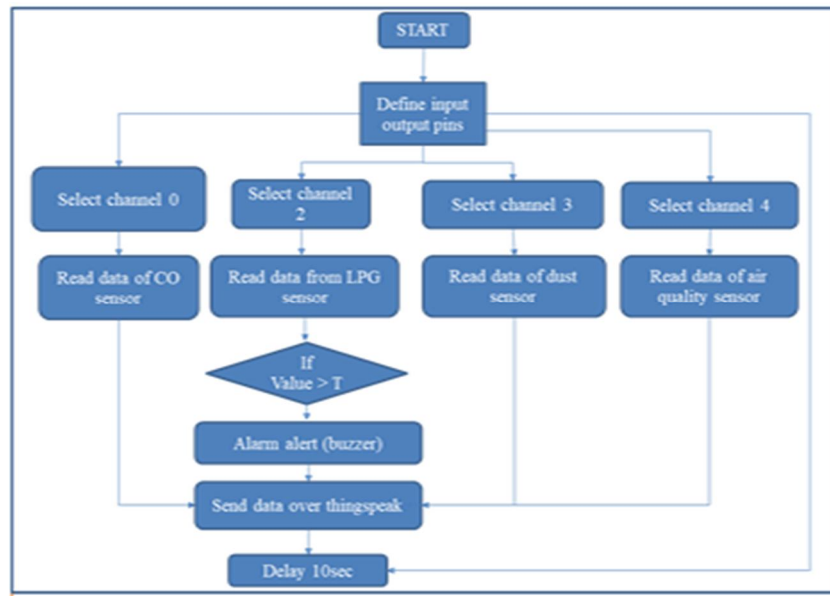 START
Define input
output pins
Select channel 0
Select channel
2
Select channel 3
Select channel 4
Read data of CO
sensor
Read data from LPG
sensor
Read data of dust
sensor
Read data of air
quality sensor
If
Value > T
Alarm alert (buzzer)
Send data over thingspeak
Delay 10sec